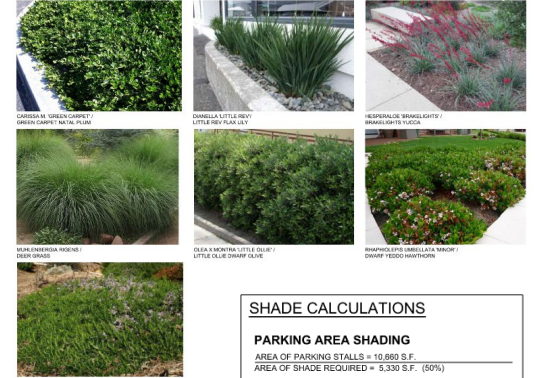 CARISSA M. 'GREEN CARPET' /
GREEN CARPET NATAL PLUM
DIANELLA 'LITTLE REV'/
LITTLE REV FLAX LILY
HESPERALOE 'BRAKELIGHTS' /
BRAKELIGHTS YUCCA
MUHLENBERGIA RIGENS /
DEER GRASS
OLEA X MONTRA 'LITTLE OLLIE' /
LITTLE OLLIE DWARF OLIVE
RHAPHIOLEPIS UMBELLATA 'MINOR' /
DWARF YEDDO HAWTHORN
SHADE CALCULATIONS
PARKING AREA SHADING
AREA OF PARKING STALLS = 10,660 S.F.
AREA OF SHADE REQUIRED = 5,330 S.F. (50%)